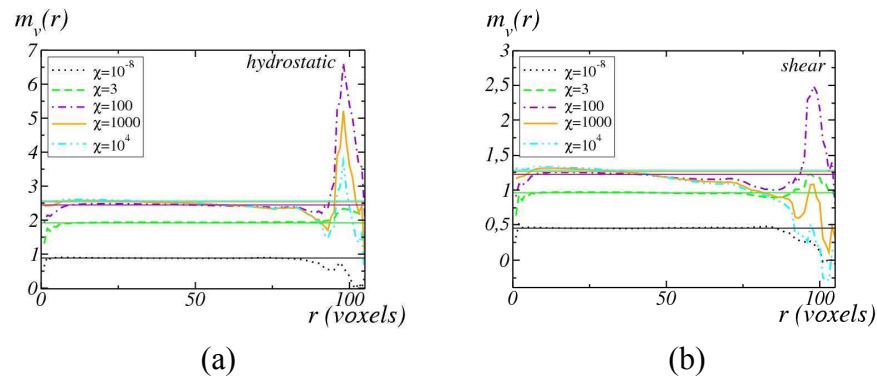 m_v(r)
7
6
5
4
3
2
1
0
hydrostatic
χ=10^-8
χ=3
χ=100
χ=1000
χ=10^4
0
50
100
r (voxels)
(a)
m_v(r)
3
2,5
2
1,5
1
0,5
0
shear
χ=10^-8
χ=3
χ=100
χ=1000
χ=10^4
0
50
100
r (voxels)
(b)